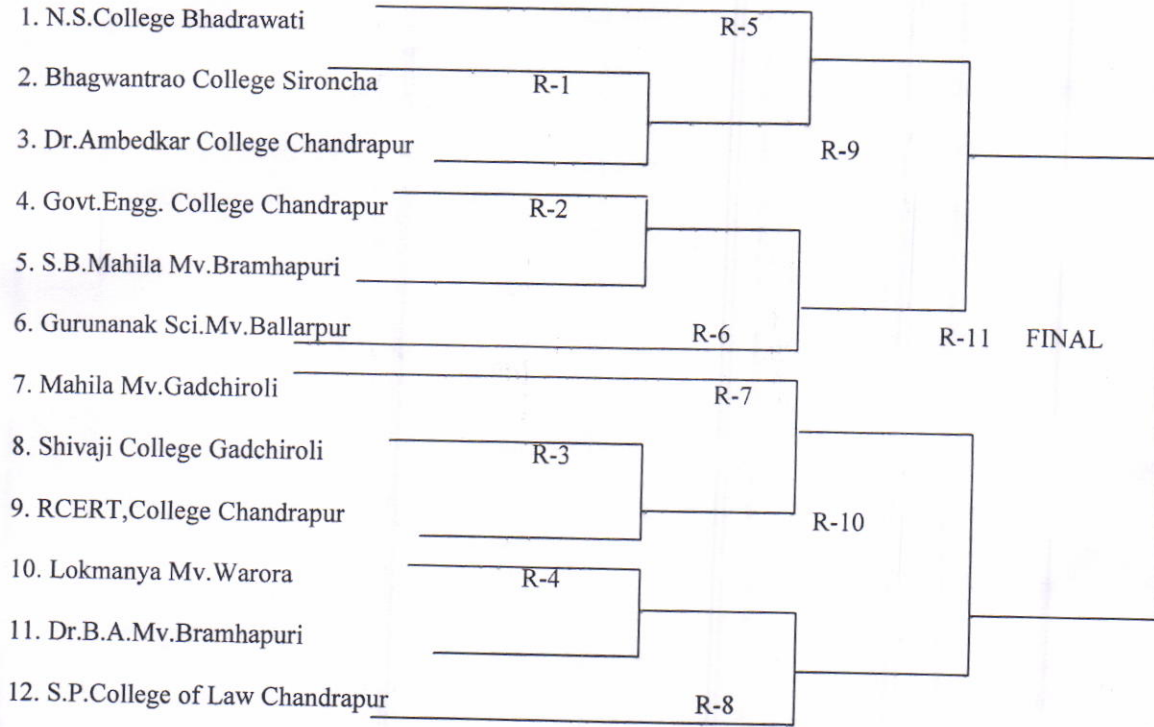 1. N.S.College Bhadrawati
R-5
2. Bhagwantrao College Sironcha
R-1
3. Dr.Ambedkar College Chandrapur
R-9
4. Govt.Engg. College Chandrapur
R-2
5. S.B.Mahila Mv.Bramhapuri
6. Gurunanak Sci.Mv.Ballarpur
R-6
R-11 FINAL
7. Mahila Mv.Gadchiroli
R-7
8. Shivaji College Gadchiroli
R-3
9. RCERT,College Chandrapur
R-10
10. Lokmanya Mv.Warora
R-4
11. Dr.B.A.Mv.Bramhapuri
12. S.P.College of Law Chandrapur
R-8